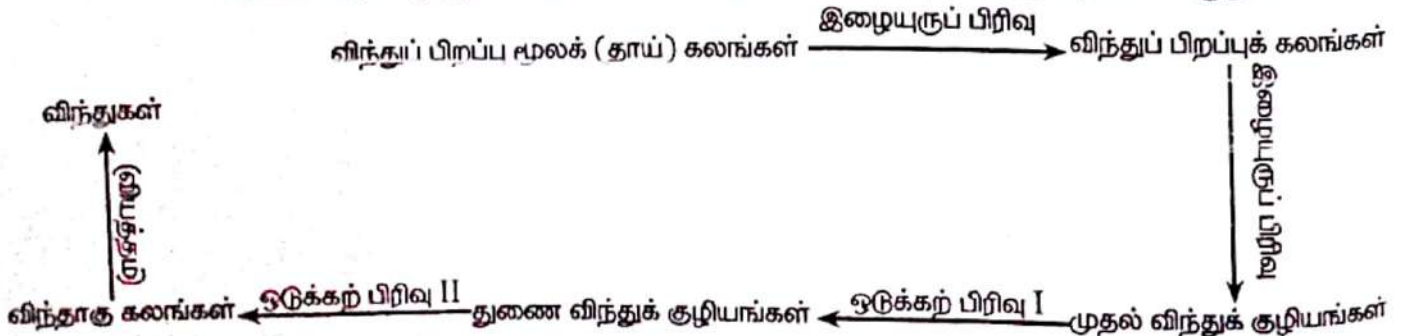 இழையுருப் பிரிவு
விந்துப் பிறப்பு மூலக் (தாய்) கலங்கள்
விந்துப் பிறப்புக் கலங்கள்
இழையுருப் பிரிவு
விந்துகள்
முதல் விந்துக் குழியங்கள்
ஒடுக்கற் பிரிவு I
துணை விந்துக் குழியங்கள்
ஒடுக்கற் பிரிவு II
விந்தாகு கலங்கள்